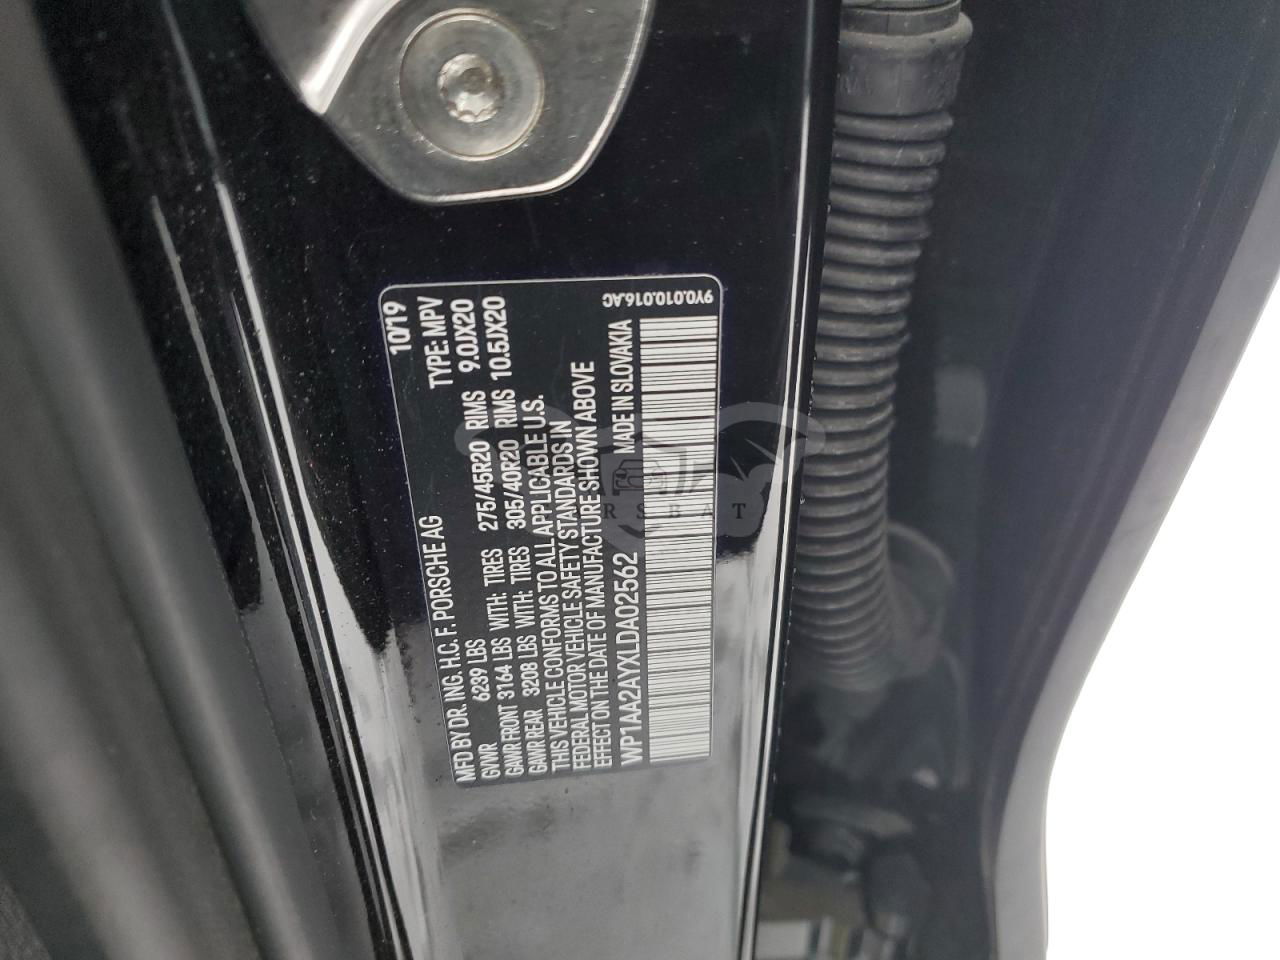 10/19
MFD BY DR. ING. H.C. F. PORSCHE AG TYPE: MPV
GVWR 6239 LBS
GAWR FRONT 3164 LBS WITH: TIRES 275/45R20 RIMS 9.0JX20
GAWR REAR 3208 LBS WITH: TIRES 305/40R20 RIMS 10.5JX20
THIS VEHICLE CONFORMS TO ALL APPLICABLE U.S.
FEDERAL MOTOR VEHICLE SAFETY STANDARDS IN
EFFECT ON THE DATE OF MANUFACTURE SHOWN ABOVE
WP1AA2AYXLDA02562 MADE IN SLOVAKIA
9Y0.010.016.AC